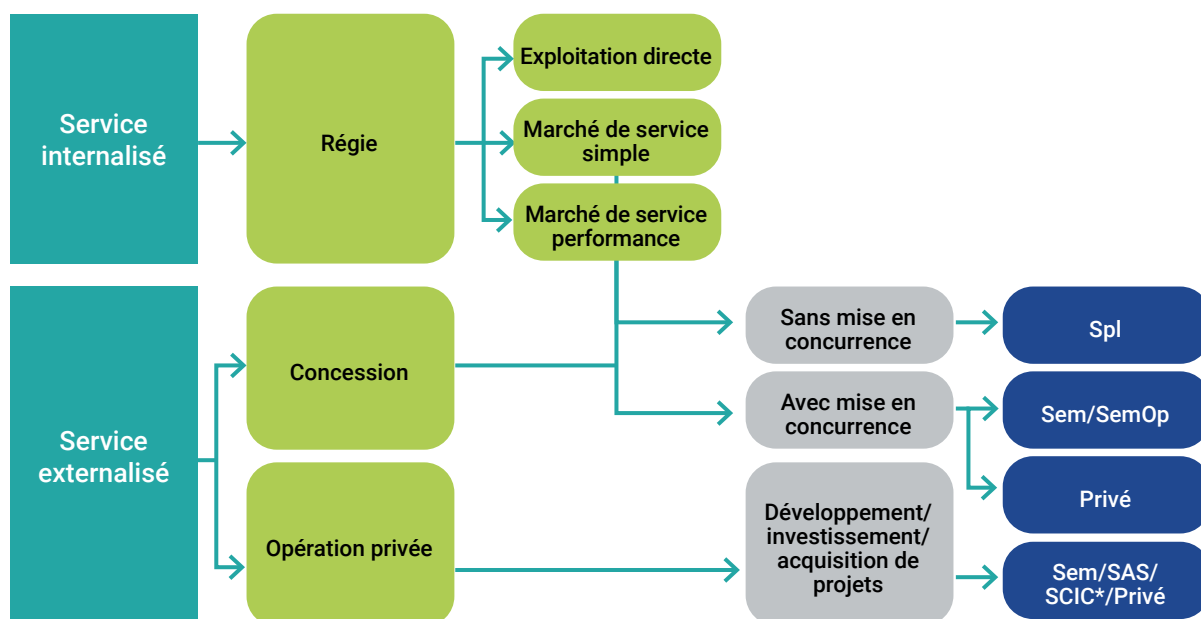 Service
internalisé
Régie
Exploitation directe
Marché de service
simple
Marché de service
performance
Service
externalisé
Concession
Opération privée
Sans mise en
concurrence
Avec mise en
concurrence
Développement/
investissement/
acquisition de
projets
Spl
Sem/SemOp
Privé
Sem/SAS/
SCIC*/Privé